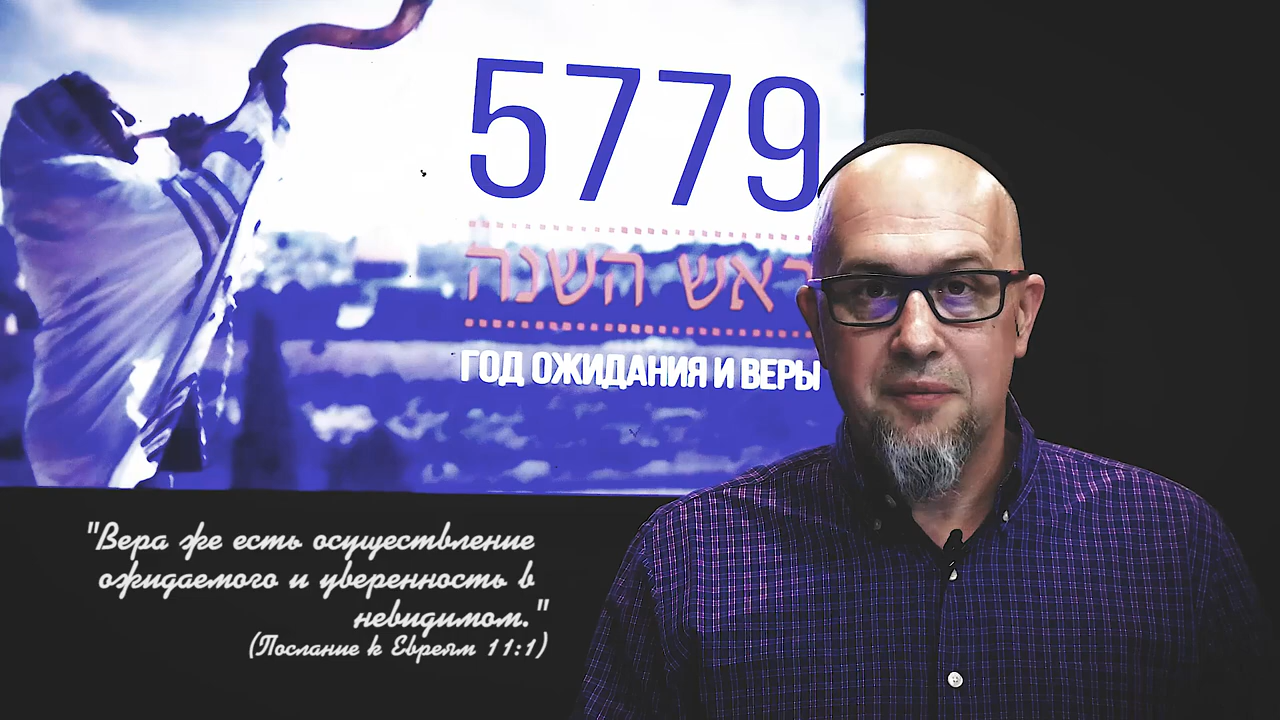 5779
ראש השנה
ГОД ОЖИДАНИЯ И ВЕРЫ
"Вера же есть осуществление
ожидаемого и уверенность в
невидимом."
(Послание к Евреям 11:1)